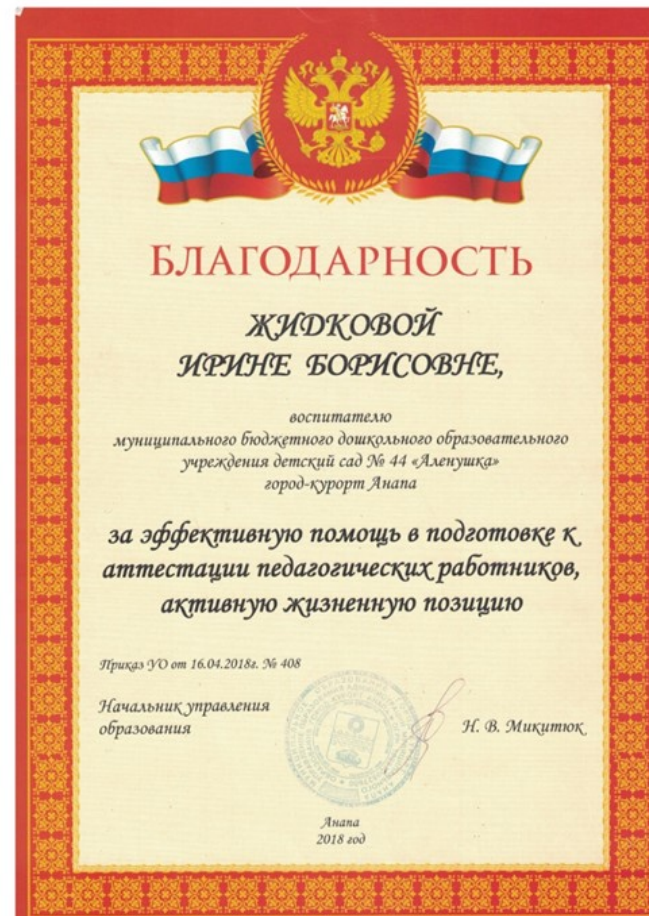 БЛАГОДАРНОСТЬ
ЖИДКОВОЙ
ИРИНЕ БОРИСОВНЕ,
воспитателю
муниципального бюджетного дошкольного образовательного
учреждения детский сад № 44 «Аленушка»
город-курорт Анапа
за эффективную помощь в подготовке к
аттестации педагогических работников,
активную жизненную позицию
Приказ УО от 16.04.2018г. № 408
Начальник управления
образования
Н. В. Микитюк
Анапа
2018 год